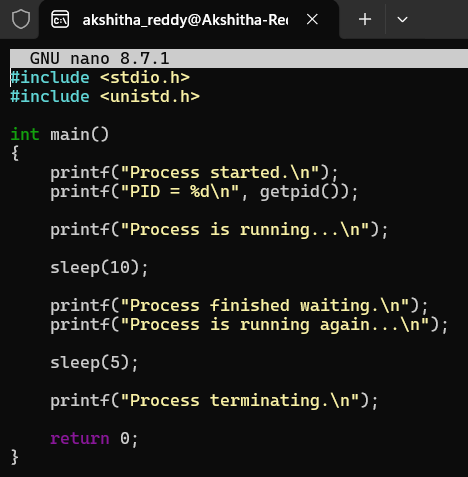 akshitha_reddy@Akshitha-Red
GNU nano 8.7.1
#include <stdio.h>
#include <unistd.h>

int main()
{
    printf("Process started.\n");
    printf("PID = %d\n", getpid());

    printf("Process is running...\n");

    sleep(10);

    printf("Process finished waiting.\n");
    printf("Process is running again...\n");

    sleep(5);

    printf("Process terminating.\n");

    return 0;
}